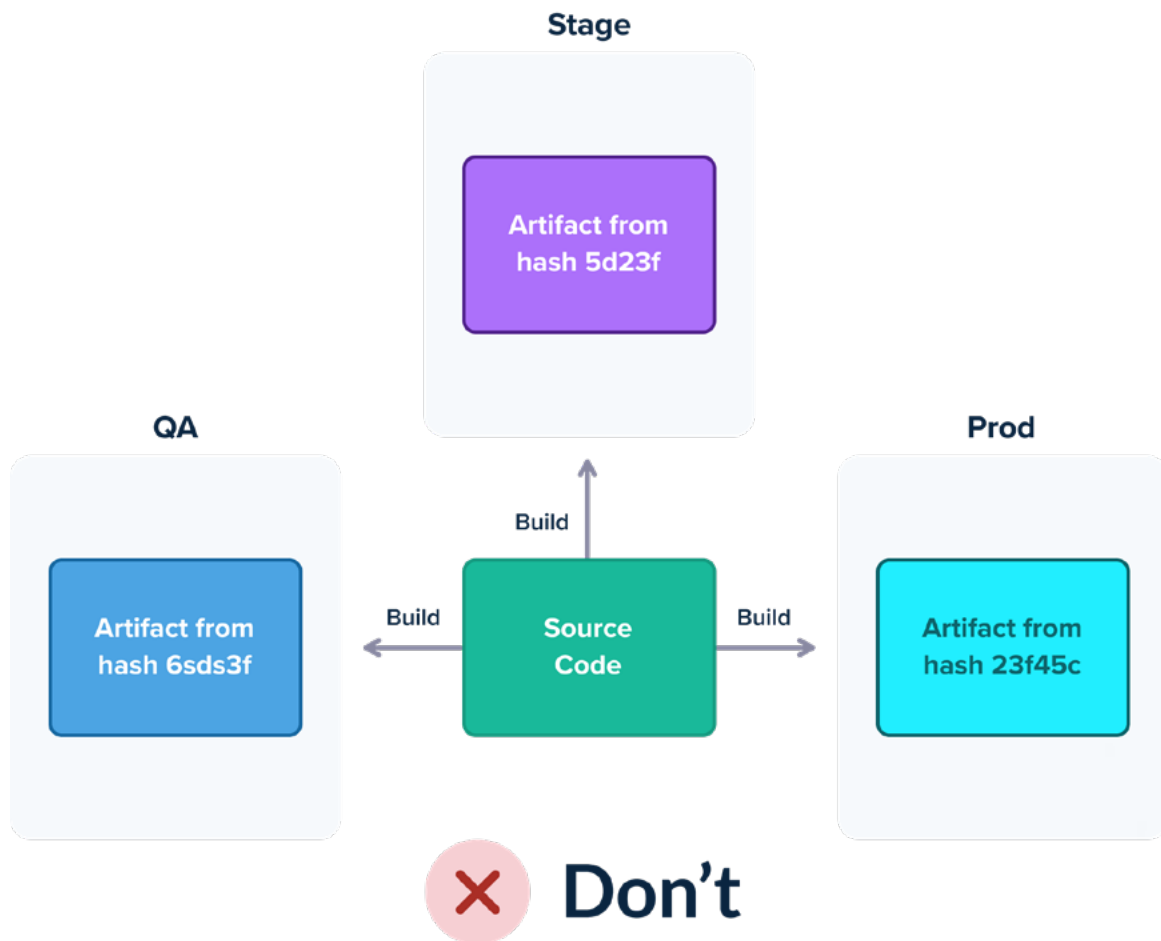 Stage
Artifact from
hash 5d23f
QA
Prod
Build
Artifact from
hash 6sds3f
Build
Source
Code
Build
Artifact from
hash 23f45c
Don’t